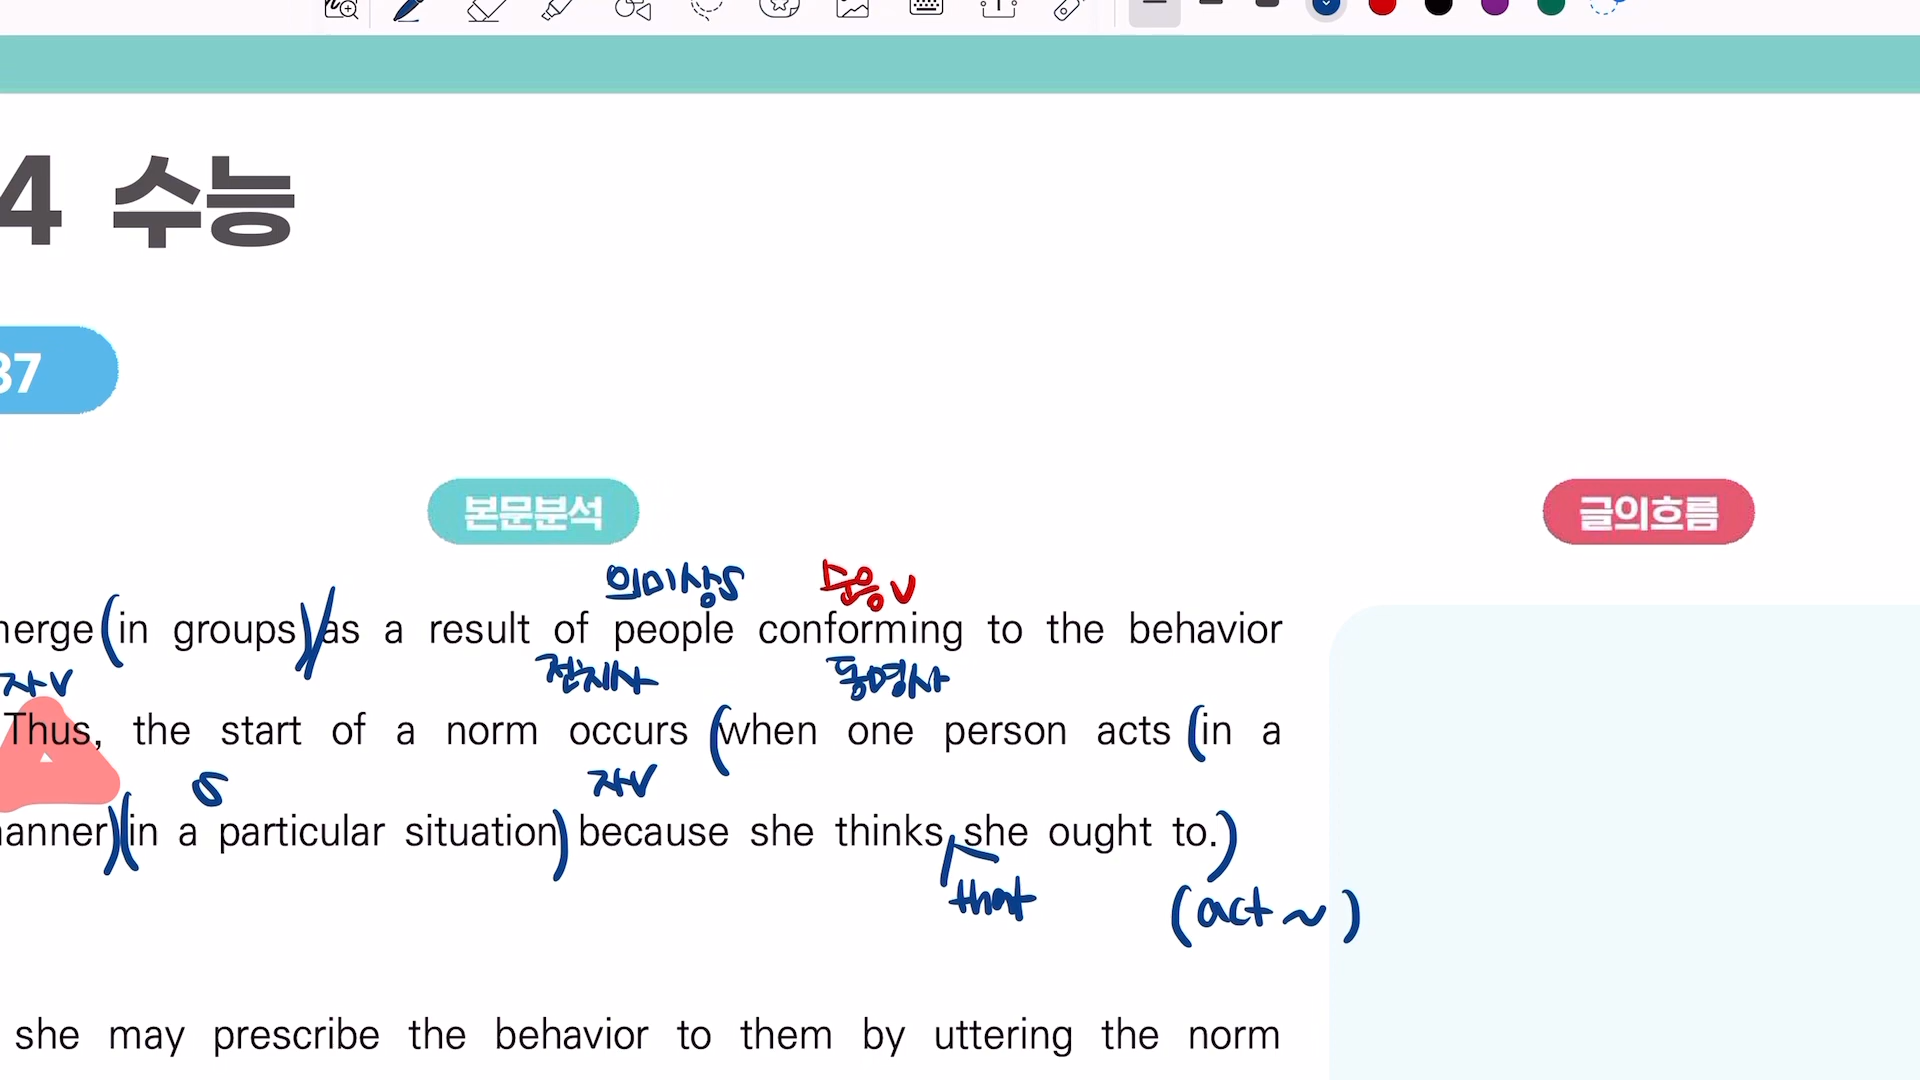 4 수능
37
본문분석
글의흐름
의미상S 준응V
(in groups) as a result of people conforming to the behavior
자V 전치사 동명사
Thus, the start of a norm occurs (when one person acts (in a
S 자V
(in a particular situation) because she thinks she ought to.)
that
(act ~)
she may prescribe the behavior to them by uttering the norm